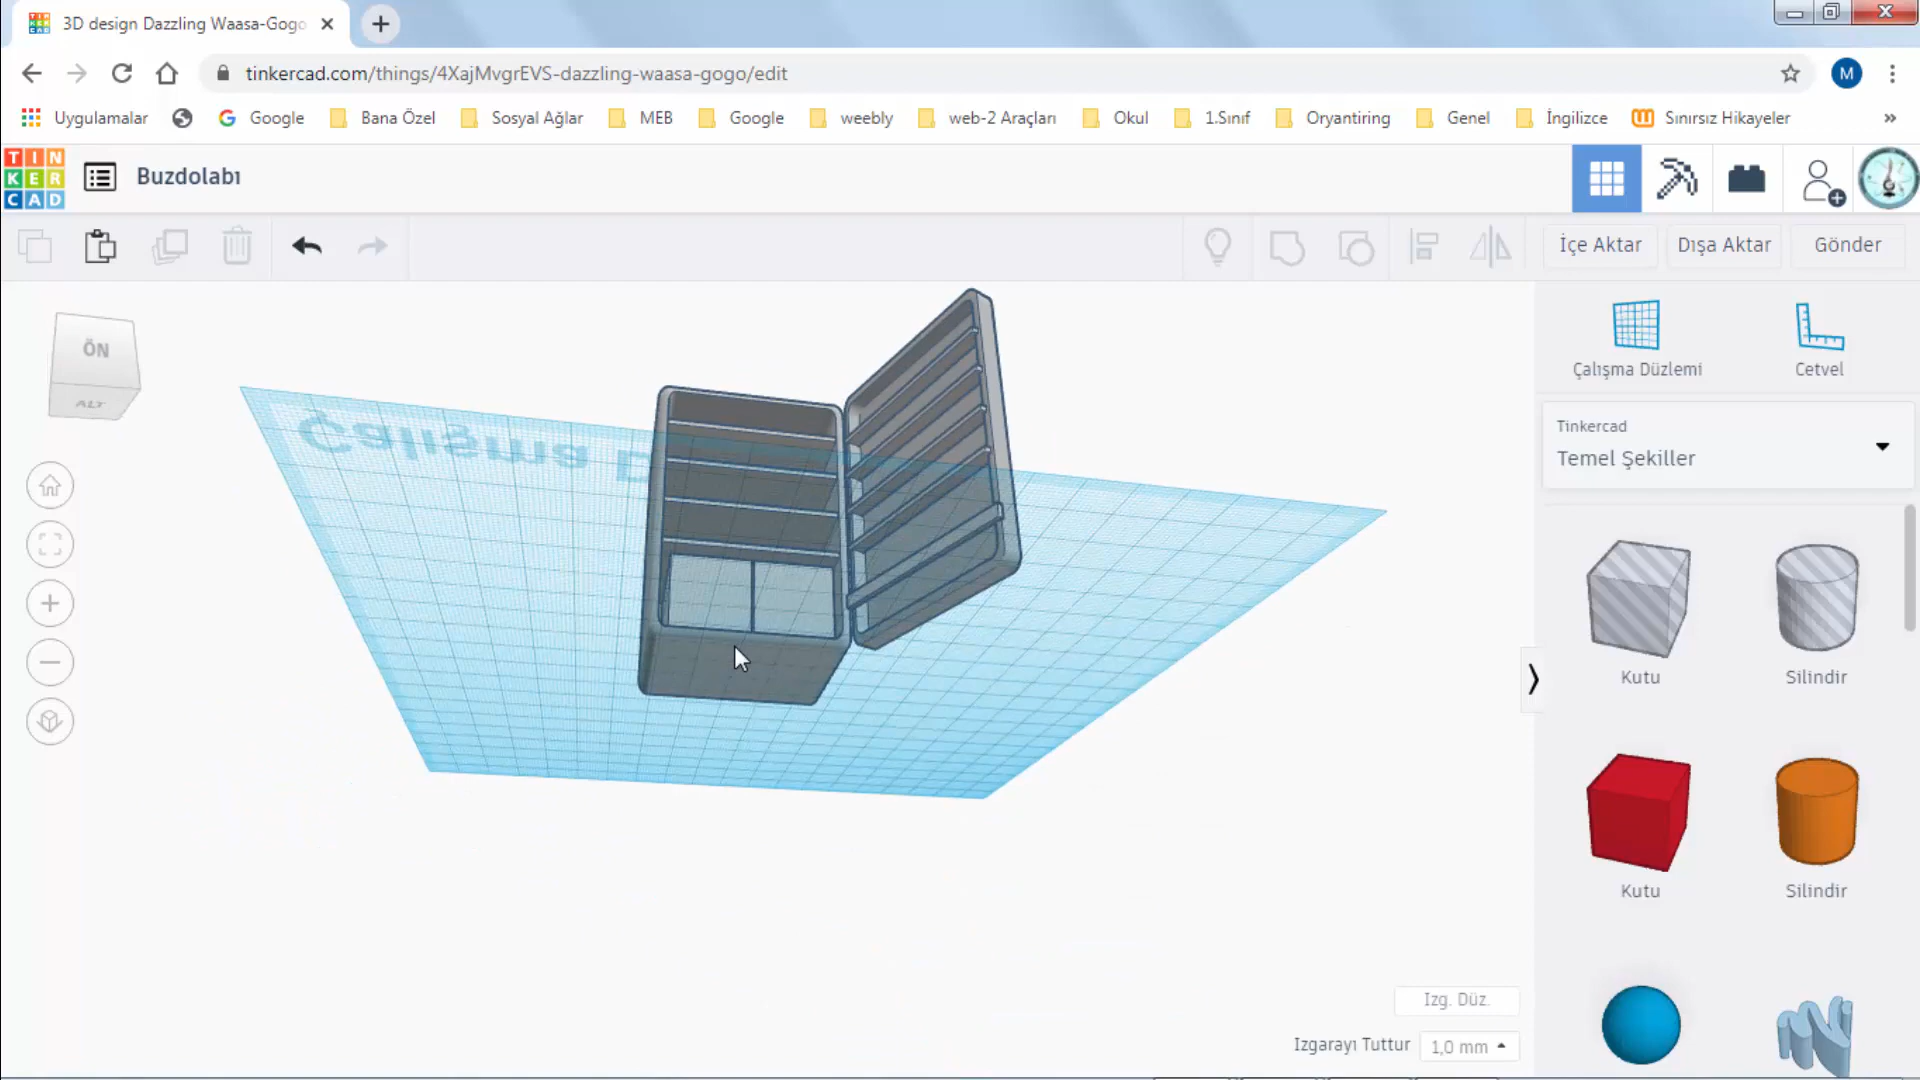 3D design Dazzling Waasa-Gogo
tinkercad.com/things/4XajMvgrEVS-dazzling-waasa-gogo/edit
M
Uygulamalar Google Bana Özel Sosyal Ağlar MEB Google weebly web-2 Araçları Okul 1.Sınıf Oryantiring Genel İngilizce Sınırsız Hikayeler »
TIN
KER
CAD
Buzdolabı
İçe Aktar Dışa Aktar Gönder
ÖN
ALT
Çalışma D
Çalışma Düzlemi Cetvel
Tinkercad
Temel Şekiller
Kutu Silindir
Kutu Silindir
Izg. Düz.
Izgarayı Tuttur 1,0 mm